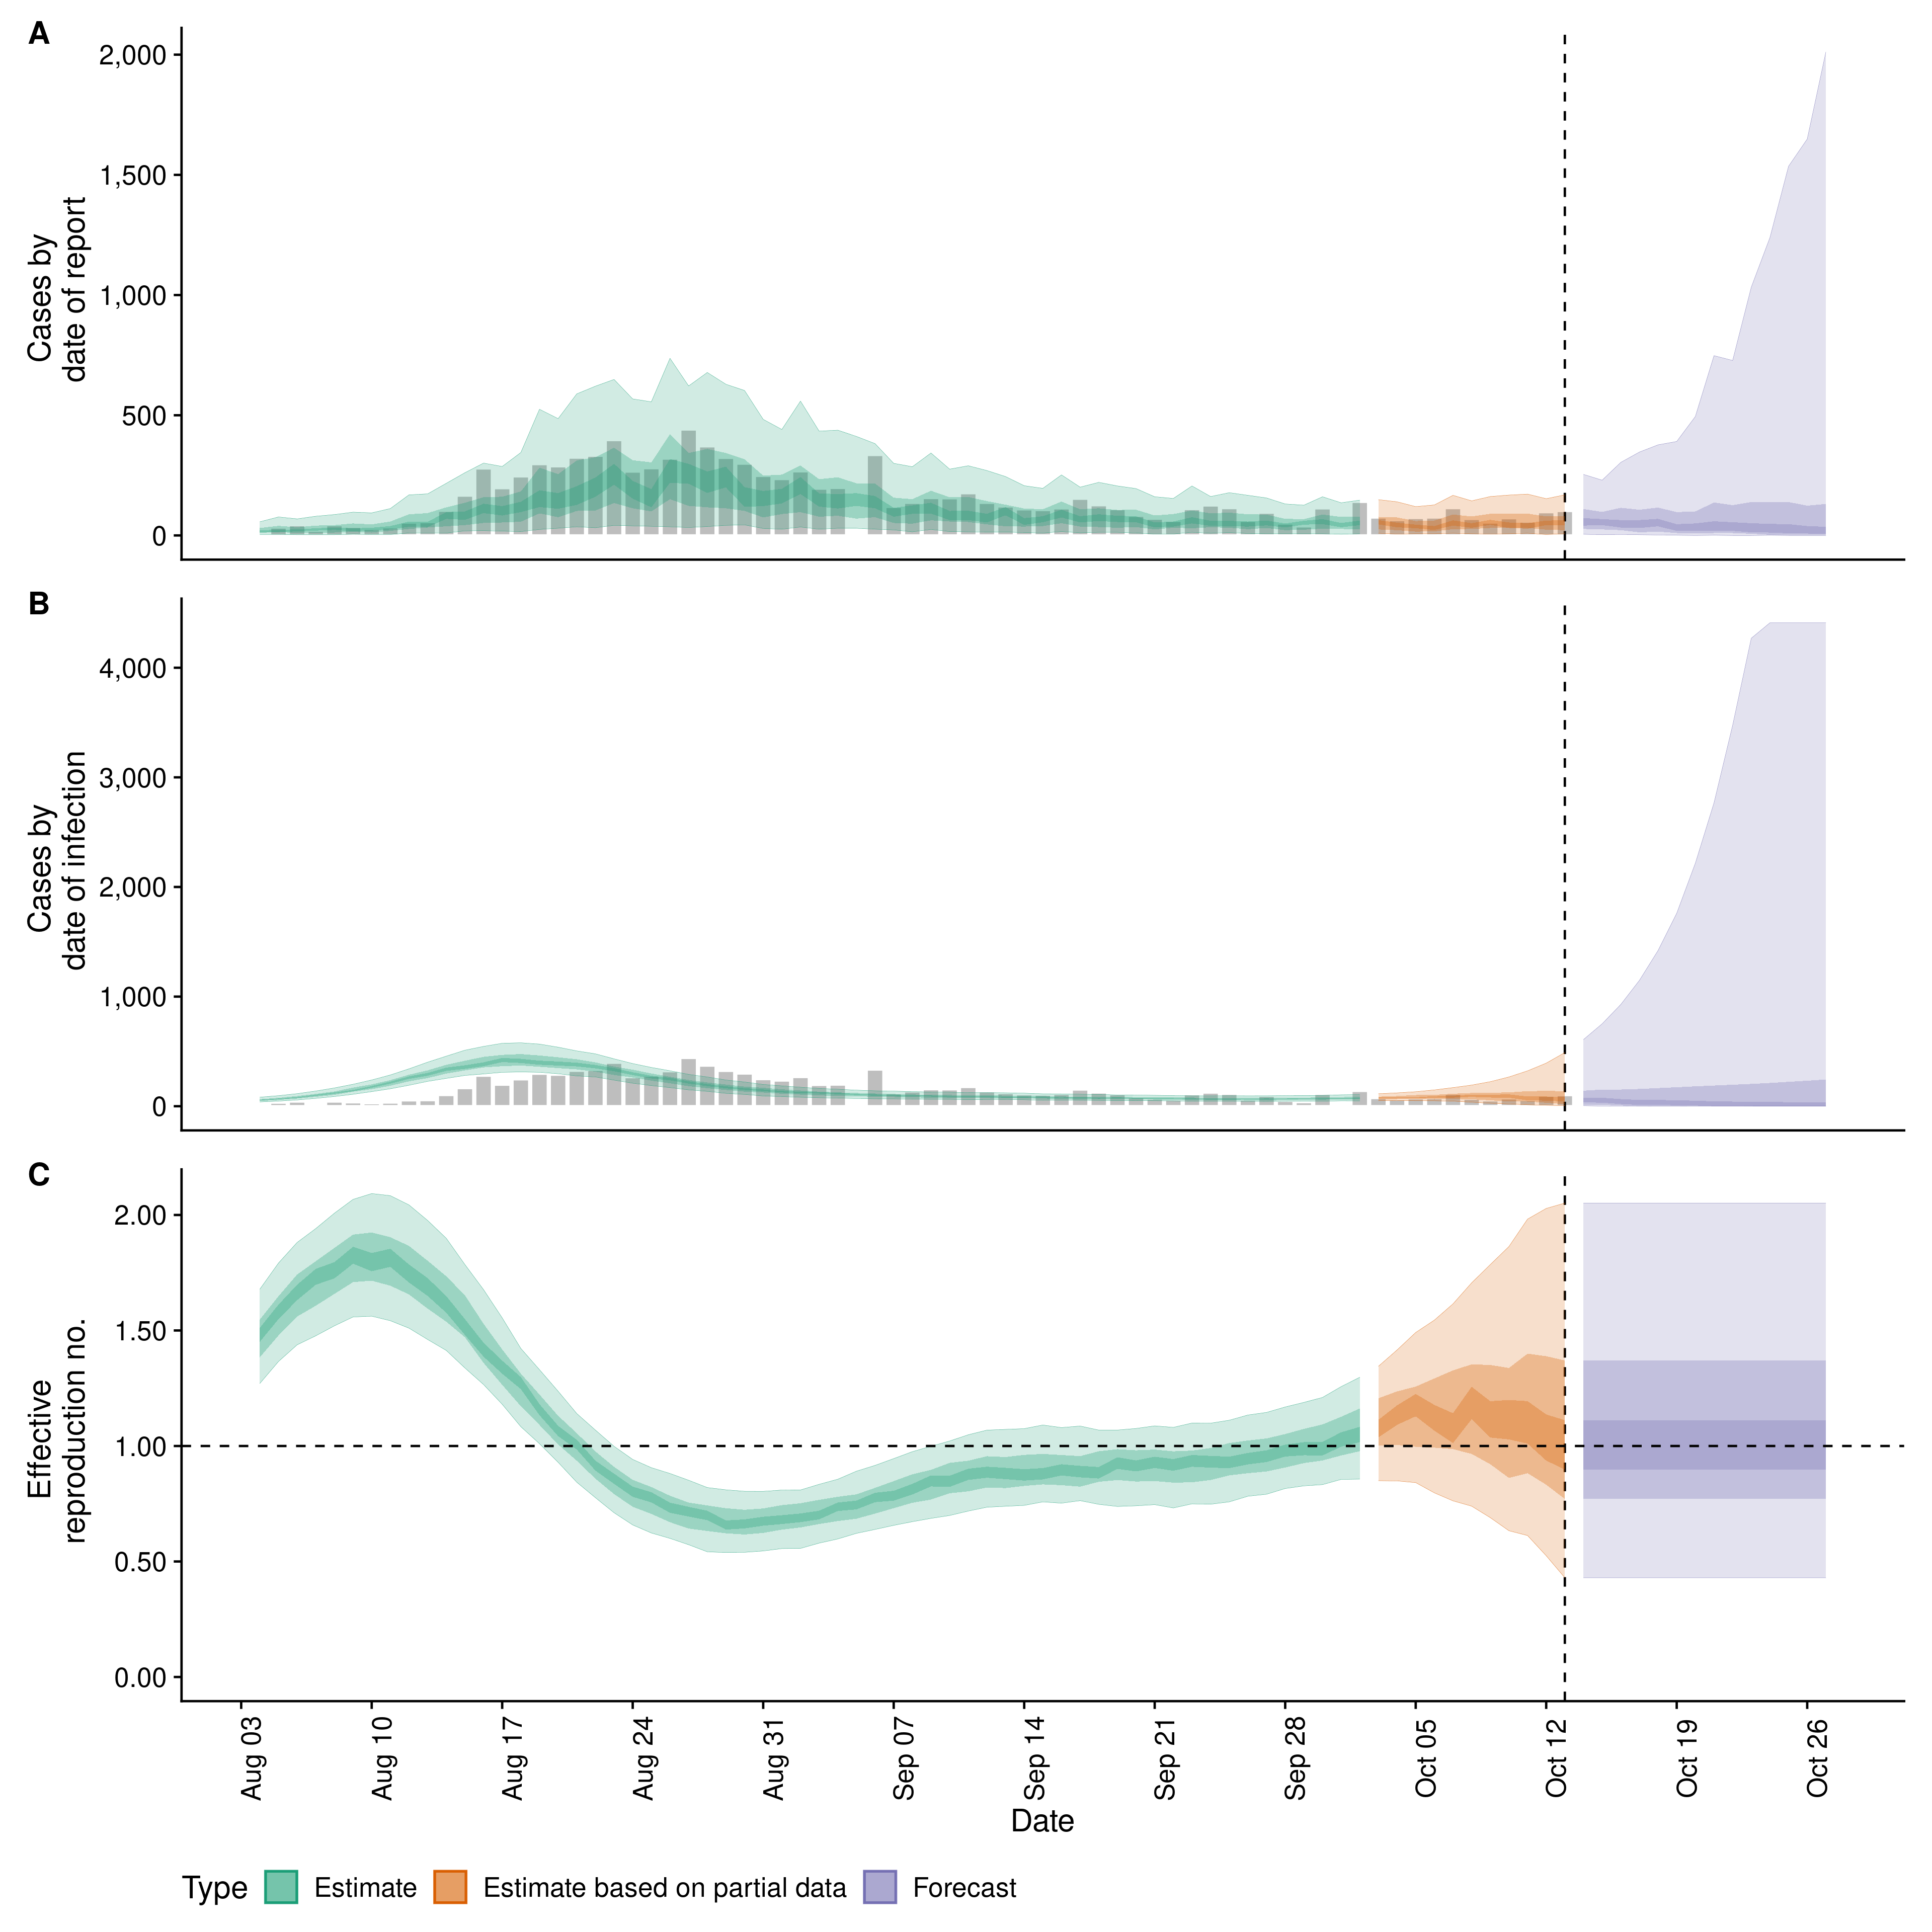 A
2,000
1,500
1,000
500
0
Cases by
date of report
B
4,000
3,000
2,000
1,000
0
Cases by
date of infection
C
2.00
1.50
1.00
0.50
0.00
Effective
reproduction no.
Aug 03
Aug 10
Aug 17
Aug 24
Aug 31
Sep 07
Sep 14
Sep 21
Sep 28
Oct 05
Oct 12
Oct 19
Oct 26
Date
Type Estimate Estimate based on partial data Forecast